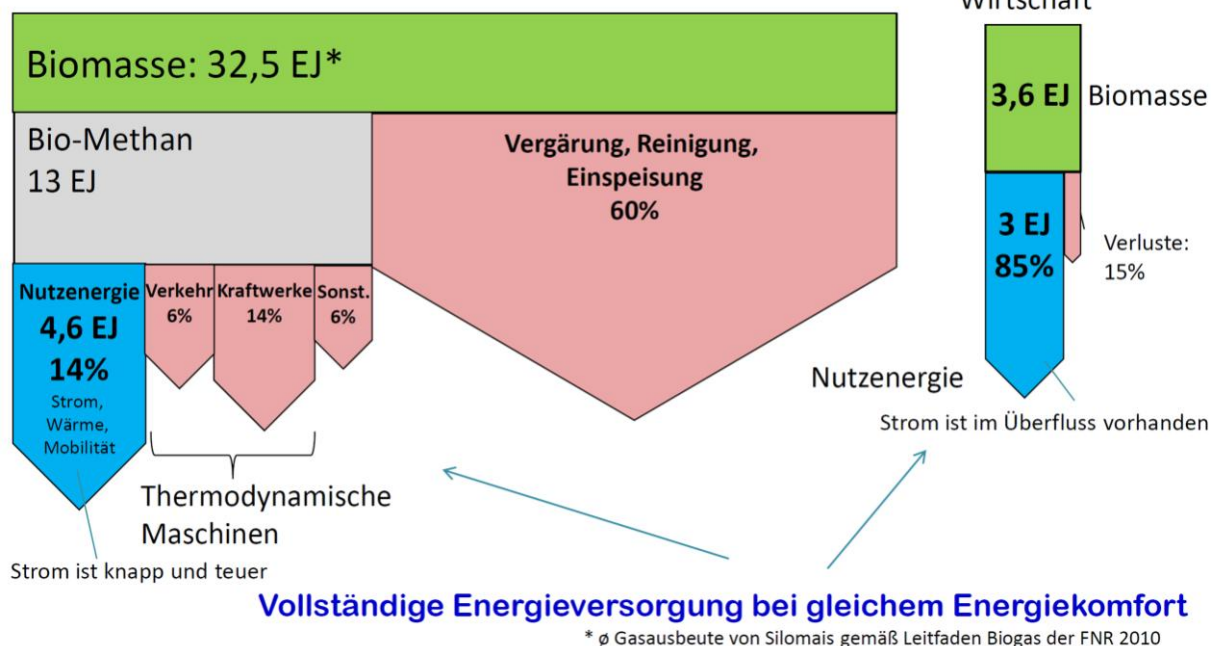 Wirtschaft
Biomasse: 32,5 EJ*
Bio-Methan
13 EJ
Vergärung, Reinigung,
Einspeisung
60%
Nutzenergie
4,6 EJ
14%
Strom,
Wärme,
Mobilität
Verkehr
6%
Kraftwerke
14%
Sonst.
6%
Thermodynamische
Maschinen
Strom ist knapp und teuer
3,6 EJ
Biomasse
3 EJ
85%
Verluste:
15%
Nutzenergie
Strom ist im Überfluss vorhanden
Vollständige Energieversorgung bei gleichem Energiekomfort
* ø Gasausbeute von Silomais gemäß Leitfaden Biogas der FNR 2010